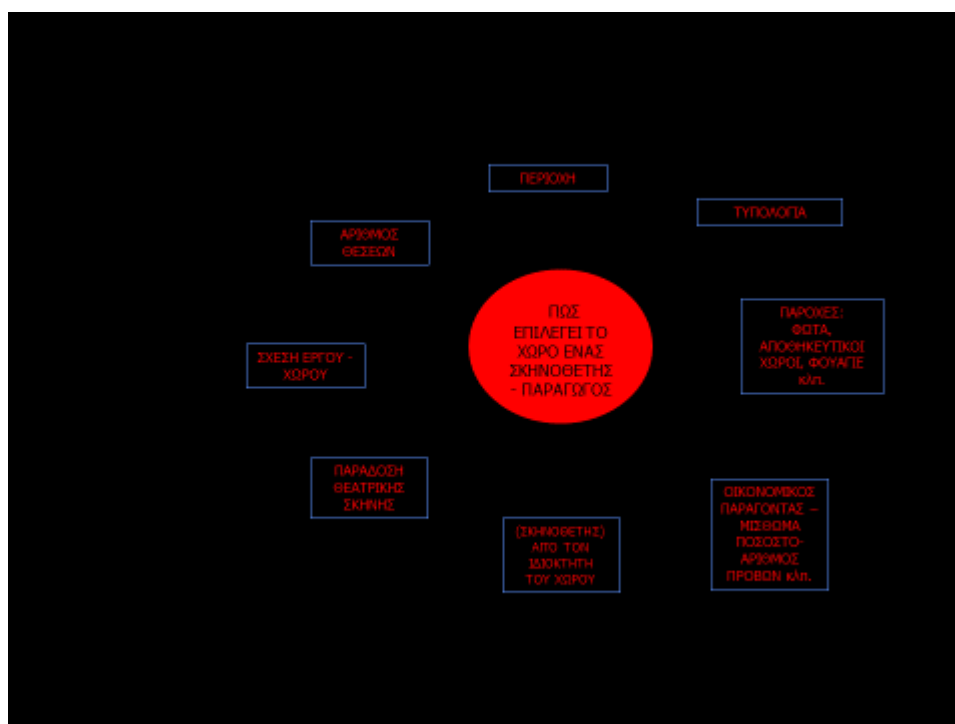 ΠΕΡΙΟΧΗ
ΤΥΠΟΛΟΓΙΑ
ΑΡΙΘΜΟΣ
ΘΕΣΕΩΝ
ΠΩΣ
ΕΠΙΛΕΓΕΙ ΤΟ
ΧΩΡΟ ΕΝΑΣ
ΣΚΗΝΟΘΕΤΗΣ
- ΠΑΡΑΓΩΓΟΣ
ΠΑΡΟΧΕΣ:
ΦΩΤΑ,
ΑΠΟΘΗΚΕΥΤΙΚΟΙ
ΧΩΡΟΙ, ΦΟΥΑΓΙΕ
κλπ.
ΣΧΕΣΗ ΕΡΓΟΥ -
ΧΩΡΟΥ
ΠΑΡΑΔΟΣΗ
ΘΕΑΤΡΙΚΗΣ
ΣΚΗΝΗΣ
(ΣΚΗΝΟΘΕΤΗΣ)
ΑΠΟ ΤΟΝ
ΙΔΙΟΚΤΗΤΗ
ΤΟΥ ΧΩΡΟΥ
ΟΙΚΟΝΟΜΙΚΟΣ
ΠΑΡΑΓΟΝΤΑΣ –
ΜΙΣΘΩΜΑ
ΠΟΣΟΣΤΟ-
ΑΡΙΘΜΟΣ
ΠΡΟΒΩΝ κλπ.